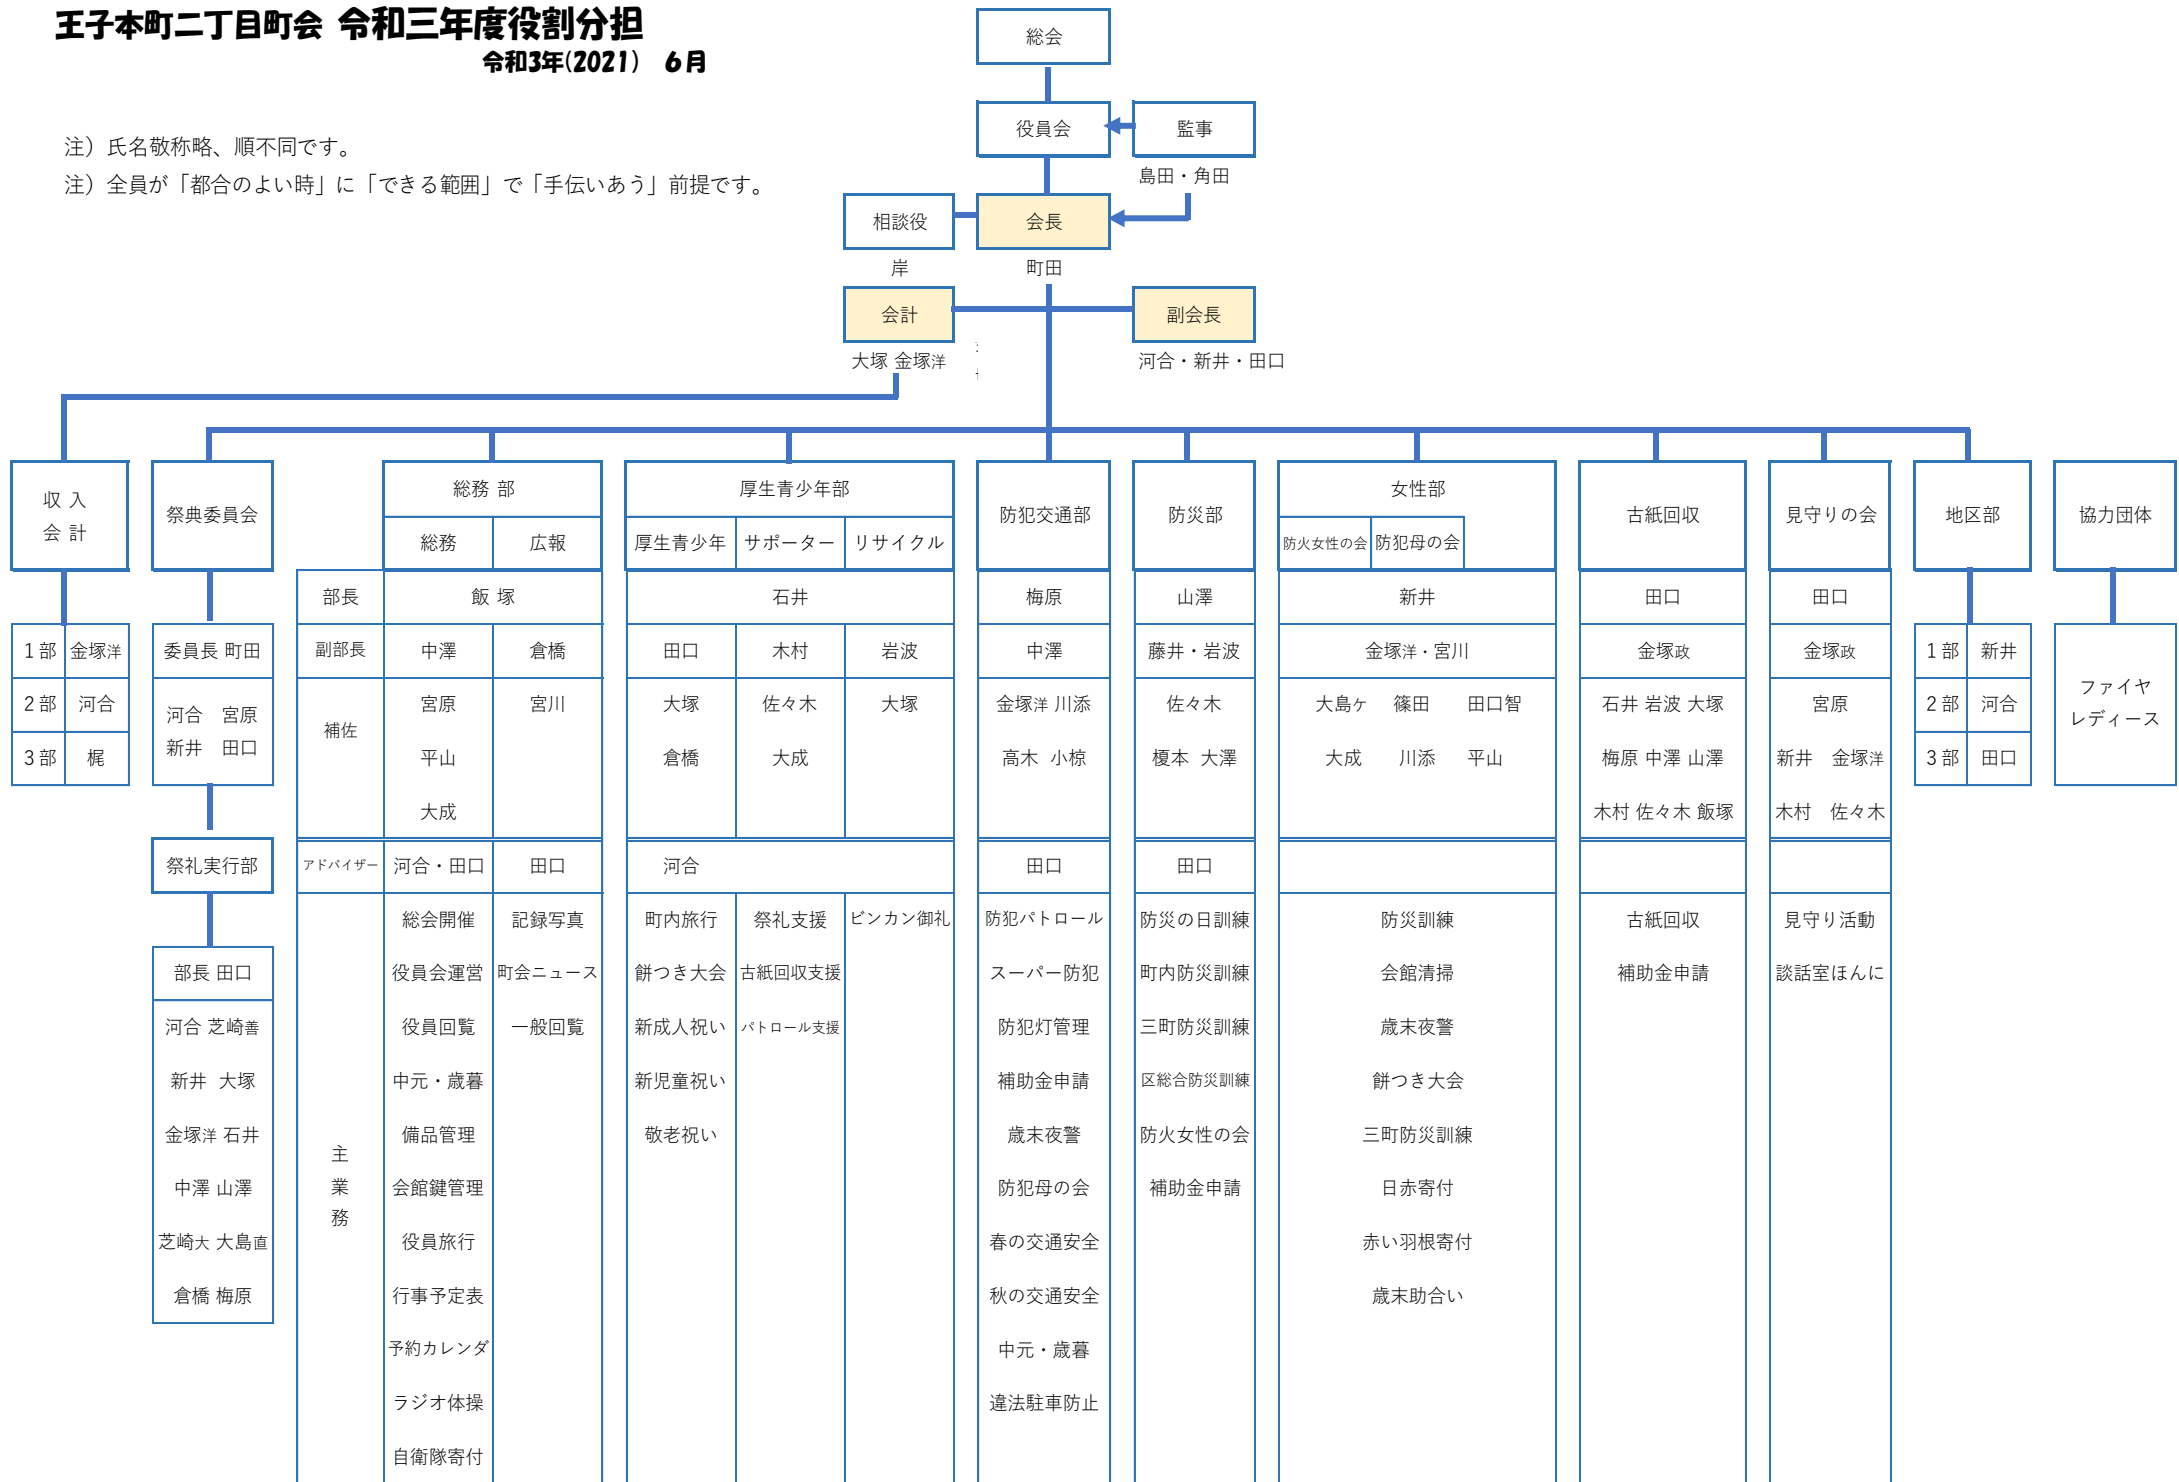 王子本町二丁目町会 令和三年度役割分担
令和3年(2021) 6月
注）氏名敬称略、順不同です。
注）全員が「都合のよい時」に「できる範囲」で「手伝いあう」前提です。
総会
役員会
監事
島田・角田
相談役
会長
岸
町田
会計
副会長
大塚 金塚洋
河合・新井・田口
収 入
会 計
1部 金塚洋
2部 河合
3部 梶
祭典委員会
委員長 町田
河合 宮原
新井 田口
祭礼実行部
部長 田口
河合 芝崎善
新井 大塚
金塚洋 石井
中澤 山澤
芝崎大 大島直
倉橋 梅原
部長
副部長
補佐
アドバイザー
主
業
務
総務 部
総務
広報
飯 塚
中澤
倉橋
宮原
宮川
平山
大成
河合・田口
田口
総会開催
役員会運営
役員回覧
中元・歳暮
備品管理
会館鍵管理
役員旅行
行事予定表
予約カレンダ
ラジオ体操
自衛隊寄付
記録写真
町会ニュース
一般回覧
厚生青少年部
厚生青少年
サポーター
リサイクル
石井
田口
木村
岩波
大塚
佐々木
大塚
倉橋
大成
河合
町内旅行
餅つき大会
新成人祝い
新児童祝い
敬老祝い
祭礼支援
古紙回収支援
パトロール支援
ビンカン御礼
防犯交通部
梅原
中澤
金塚洋 川添
高木 小椋
田口
防犯パトロール
スーパー防犯
防犯灯管理
補助金申請
歳末夜警
防犯母の会
春の交通安全
秋の交通安全
中元・歳暮
違法駐車防止
防災部
山澤
藤井・岩波
佐々木
榎本 大澤
田口
防災の日訓練
町内防災訓練
三町防災訓練
区総合防災訓練
防火女性の会
補助金申請
女性部
防火女性の会
防犯母の会
新井
金塚洋・宮川
大島ヶ 篠田 田口智
大成 川添 平山
防災訓練
会館清掃
歳末夜警
餅つき大会
三町防災訓練
日赤寄付
赤い羽根寄付
歳末助合い
古紙回収
田口
金塚政
石井 岩波 大塚
梅原 中澤 山澤
木村 佐々木 飯塚
古紙回収
補助金申請
見守りの会
田口
金塚政
宮原
新井 金塚洋
木村 佐々木
見守り活動
談話室ほんに
地区部
1部 新井
2部 河合
3部 田口
協力団体
ファイヤ
レディース